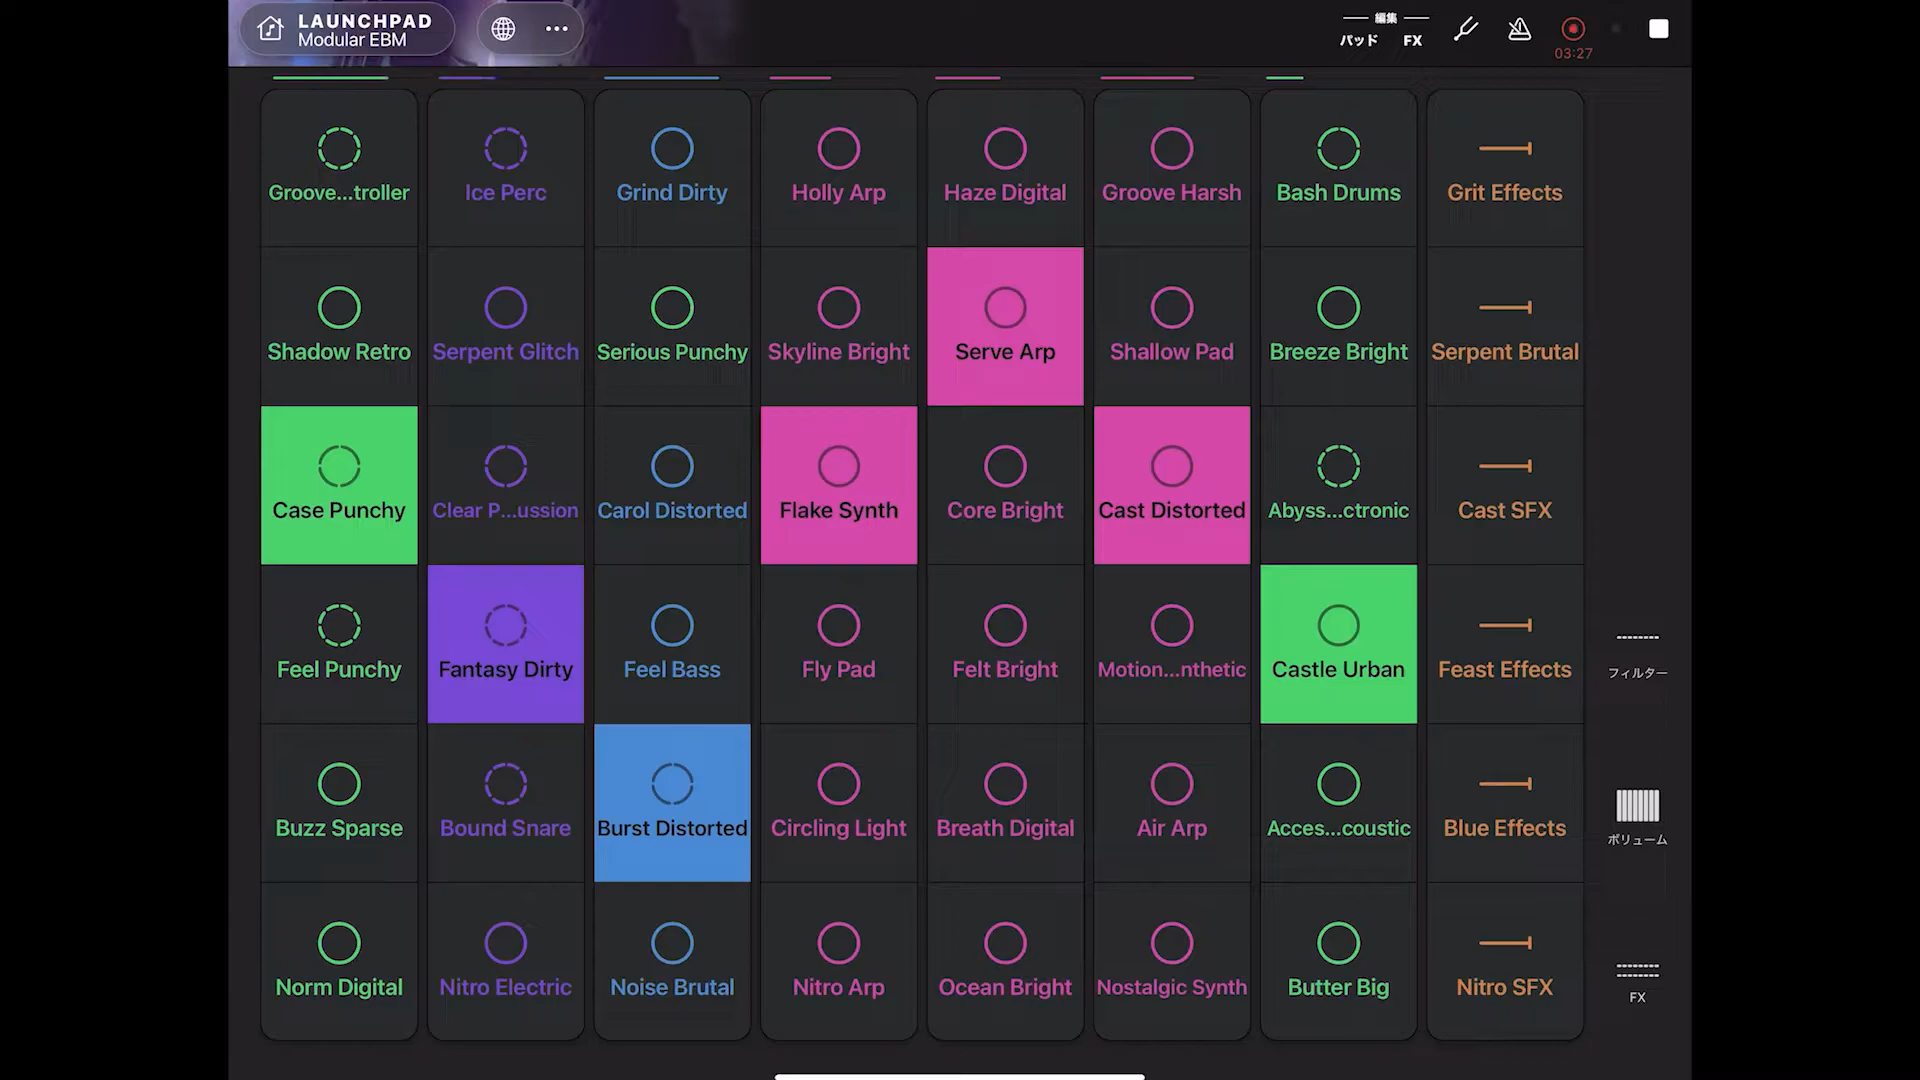 LAUNCHPAD
Modular EBM
編集
パッド FX
03:27
Groove...troller
Ice Perc
Grind Dirty
Holly Arp
Haze Digital
Groove Harsh
Bash Drums
Grit Effects
Shadow Retro
Serpent Glitch
Serious Punchy
Skyline Bright
Serve Arp
Shallow Pad
Breeze Bright
Serpent Brutal
Case Punchy
Clear P...ussion
Carol Distorted
Flake Synth
Core Bright
Cast Distorted
Abyss...ctronic
Cast SFX
Feel Punchy
Fantasy Dirty
Feel Bass
Fly Pad
Felt Bright
Motion...nthetic
Castle Urban
Feast Effects
フィルター
Buzz Sparse
Bound Snare
Burst Distorted
Circling Light
Breath Digital
Air Arp
Acces...coustic
Blue Effects
ボリューム
Norm Digital
Nitro Electric
Noise Brutal
Nitro Arp
Ocean Bright
Nostalgic Synth
Butter Big
Nitro SFX
FX